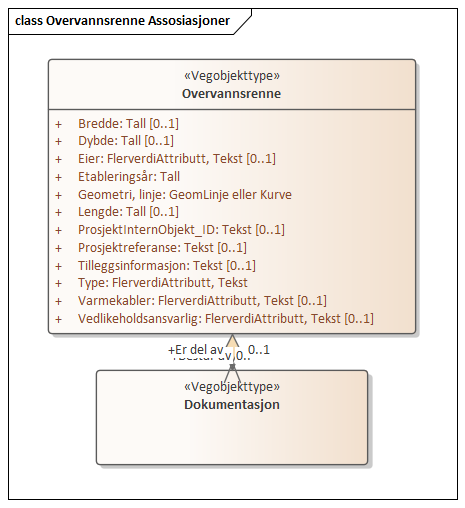 class Overvannsrenne Assosiasjoner
«Vegobjekttype»
Overvannsrenne
+ Bredde: Tall [0..1]
+ Dybde: Tall [0..1]
+ Eier: FlerverdiAttributt, Tekst [0..1]
+ Etableringsår: Tall
+ Geometri, linje: GeomLinje eller Kurve
+ Lengde: Tall [0..1]
+ ProsjektInternObjekt_ID: Tekst [0..1]
+ Prosjektreferanse: Tekst [0..1]
+ Tilleggsinformasjon: Tekst [0..1]
+ Type: FlerverdiAttributt, Tekst
+ Varmekabler: FlerverdiAttributt, Tekst [0..1]
+ Vedlikeholdsansvarlig: FlerverdiAttributt, Tekst [0..1]
+Er del av 0..1
«Vegobjekttype»
Dokumentasjon